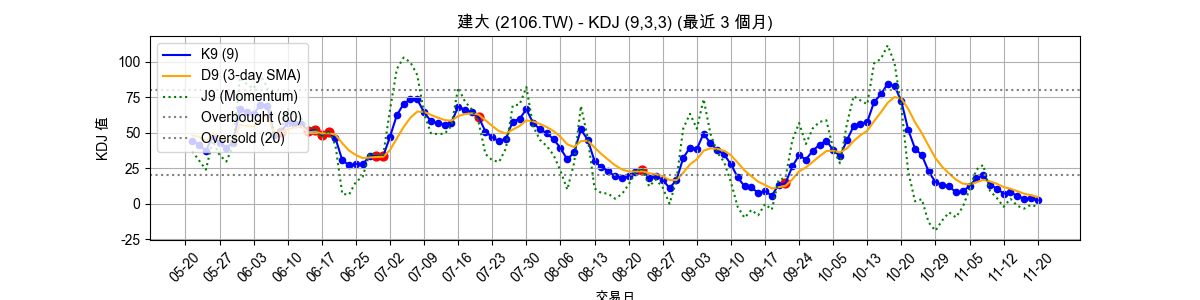 建大 (2106.TW) - KDJ (9,3,3) (最近 3 個月)
K9 (9)
D9 (3-day SMA)
J9 (Momentum)
Overbought (80)
Oversold (20)
KDJ 值
100
75
50
25
0
-25
05-20 05-27 06-03 06-10 06-17 06-25 07-02 07-09 07-16 07-23 07-30 08-06 08-13 08-20 08-27 09-03 09-10 09-17 09-24 10-05 10-13 10-20 10-29 11-05 11-12 11-20
交易日